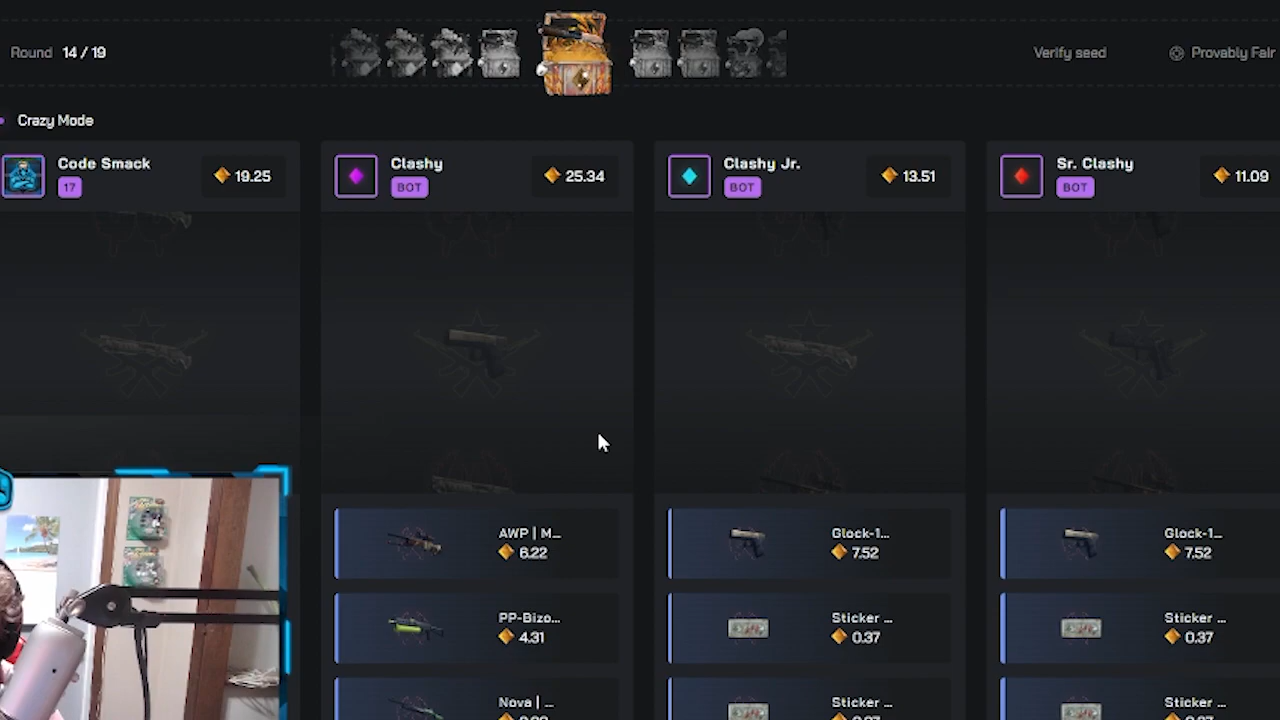 Round 14 / 19
Verify seed
Provably Fair
Crazy Mode
Code Smack
17
19.25
Clashy
BOT
25.34
Clashy Jr.
BOT
13.51
Sr. Clashy
BOT
11.09
AWP | M...
6.22
Glock-1...
7.52
Glock-1...
7.52
PP-Bizo...
4.31
Sticker ...
0.37
Sticker ...
0.37
Nova | ...
Sticker ...
Sticker ...